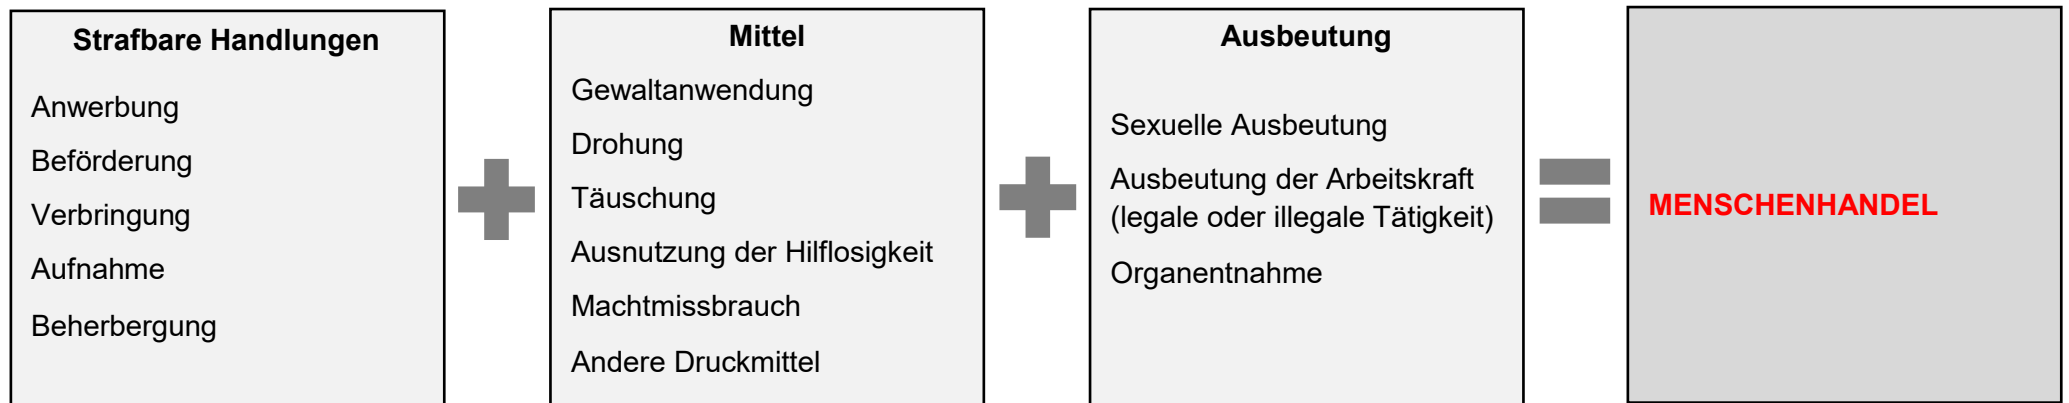 Strafbare Handlungen
Anwerbung
Beförderung
Verbringung
Aufnahme
Beherbergung
Mittel
Gewaltanwendung
Drohung
Täuschung
Ausnutzung der Hilflosigkeit
Machtmissbrauch
Andere Druckmittel
Ausbeutung
Sexuelle Ausbeutung
Ausbeutung der Arbeitskraft
(legale oder illegale Tätigkeit)
Organentnahme
MENSCHENHANDEL